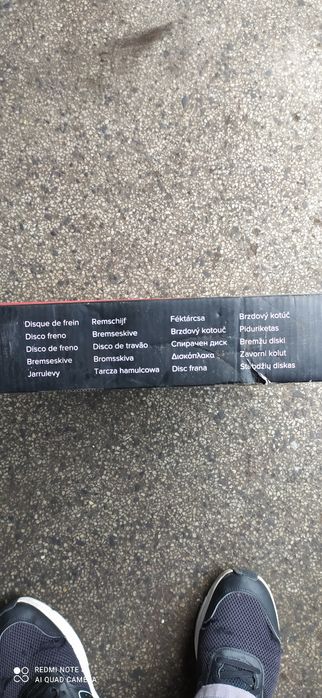 Disque de frein
Disco freno
Disco de freno
Bremseskive
Jarrulevy
Remschijf
Bremseskive
Disco de travão
Bromsskiva
Tarcza hamulcowa
Féktárcsa
Brzdový kotouč
Спирачен диск
Δισκόπλακα
Disc frana
Brzdový kotúč
Piduriketas
Bremžu diski
Zavorni kolut
Stabdžių diskas
REDMI NOTE
AI QUAD CAMERA